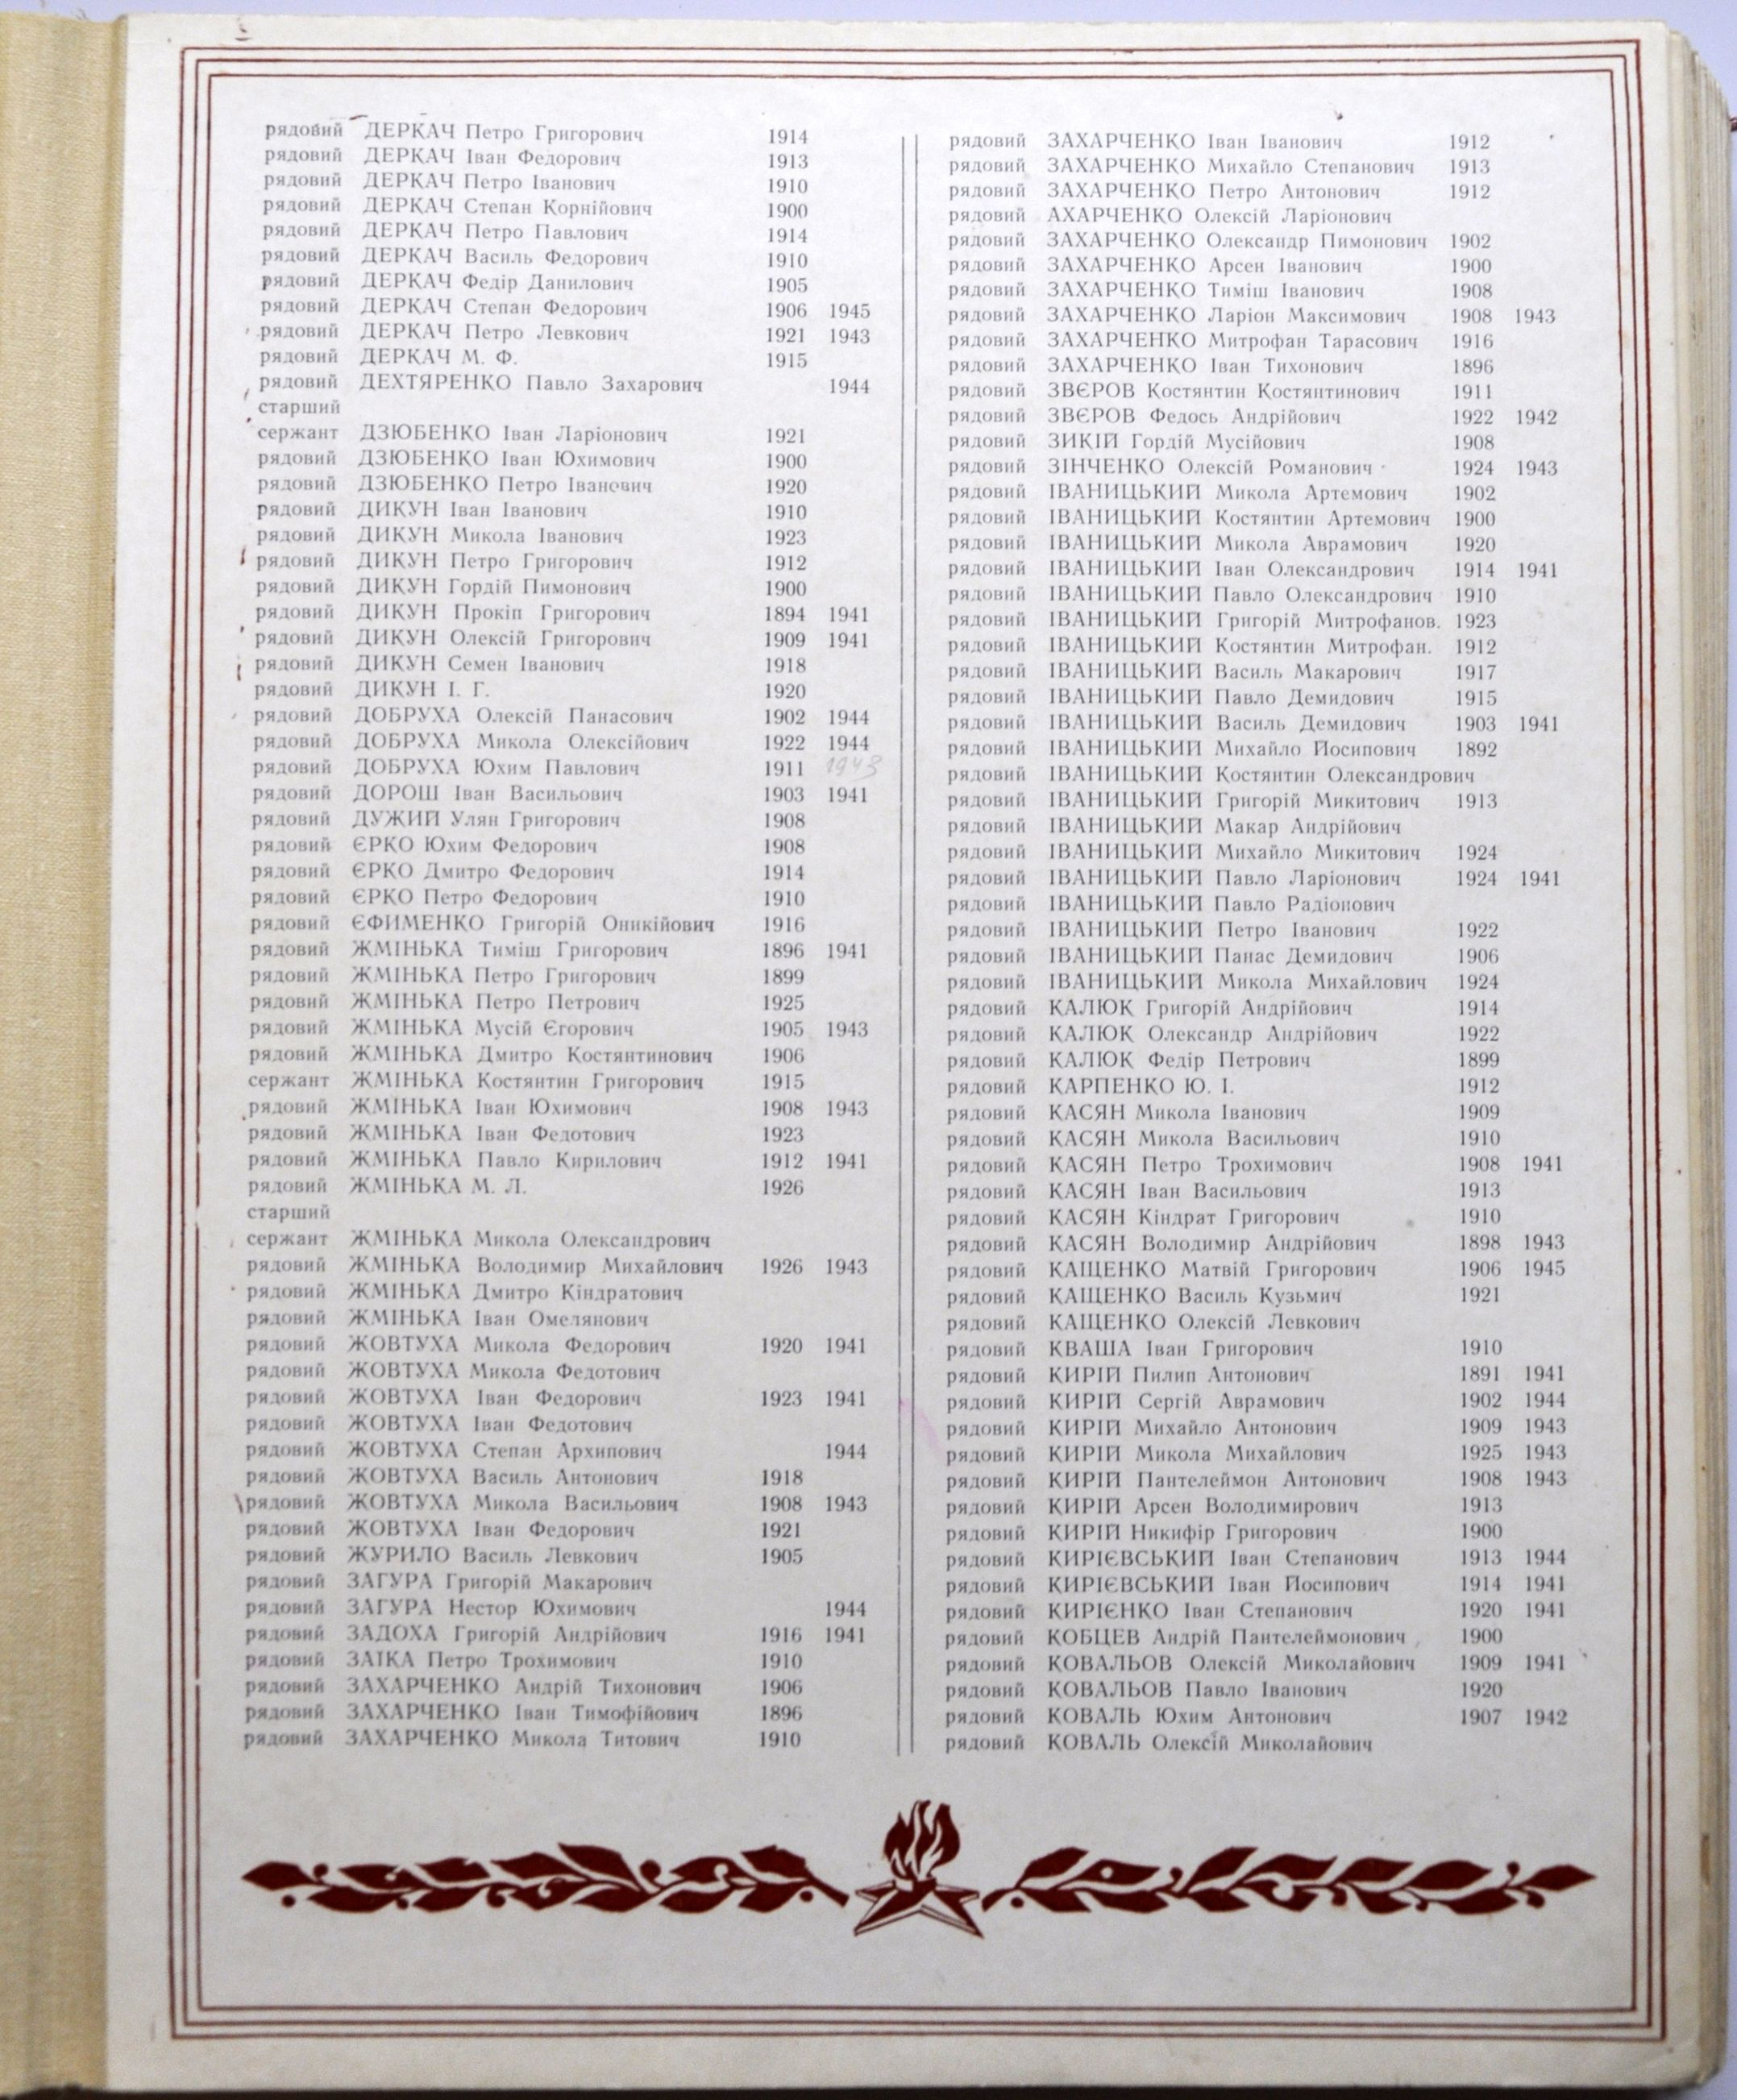 рядовий ДЕРКАЧ Петро Григорович 1914
рядовий ДЕРКАЧ Іван Федорович 1913
рядовий ДЕРКАЧ Петро Іванович 1910
рядовий ДЕРКАЧ Степан Корнійович 1900
рядовий ДЕРКАЧ Петро Павлович 1914
рядовий ДЕРКАЧ Василь Федорович 1910
рядовий ДЕРКАЧ Федір Данилович 1905
рядовий ДЕРКАЧ Степан Федорович 1906 1945
рядовий ДЕРКАЧ Петро Левкович 1921 1943
рядовий ДЕРКАЧ М. Ф. 1915
рядовий ДЕХТЯРЕНКО Павло Захарович 1944
старший
сержант ДЗЮБЕНКО Іван Ларіонович 1921
рядовий ДЗЮБЕНКО Іван Юхимович 1900
рядовий ДЗЮБЕНКО Петро Іванович 1920
рядовий ДИКУН Іван Іванович 1910
рядовий ДИКУН Микола Іванович 1923
рядовий ДИКУН Петро Григорович 1912
рядовий ДИКУН Гордій Пимонович 1900
рядовий ДИКУН Прокіп Григорович 1894 1941
рядовий ДИКУН Олексій Григорович 1909 1941
рядовий ДИКУН Семен Іванович 1918
рядовий ДИКУН І. Г. 1920
рядовий ДОБРУХА Олексій Панасович 1902 1944
рядовий ДОБРУХА Микола Олексійович 1922 1944
рядовий ДОБРУХА Юхим Павлович 1911 1943
рядовий ДОРОШ Іван Васильович 1903 1941
рядовий ДУЖИЙ Улян Григорович 1908
рядовий ЄРКО Юхим Федорович 1908
рядовий ЄРКО Дмитро Федорович 1914
рядовий ЄРКО Петро Федорович 1910
рядовий ЄФИМЕНКО Григорій Оникійович 1916
рядовий ЖМІНЬКА Тиміш Григорович 1896 1941
рядовий ЖМІНЬКА Петро Григорович 1899
рядовий ЖМІНЬКА Петро Петрович 1925
рядовий ЖМІНЬКА Мусій Єгорович 1905 1943
рядовий ЖМІНЬКА Дмитро Костянтинович 1906
сержант ЖМІНЬКА Костянтин Григорович 1915
рядовий ЖМІНЬКА Іван Юхимович 1908 1943
рядовий ЖМІНЬКА Іван Федотович 1923
рядовий ЖМІНЬКА Павло Кирилович 1912 1941
рядовий ЖМІНЬКА М. Л. 1926
старший
сержант ЖМІНЬКА Микола Олександрович
рядовий ЖМІНЬКА Володимир Михайлович 1926 1943
рядовий ЖМІНЬКА Дмитро Кіндратович
рядовий ЖМІНЬКА Іван Омелянович
рядовий ЖОВТУХА Микола Федорович 1920 1941
рядовий ЖОВТУХА Микола Федотович
рядовий ЖОВТУХА Іван Федорович 1923 1941
рядовий ЖОВТУХА Іван Федотович
рядовий ЖОВТУХА Степан Архипович 1944
рядовий ЖОВТУХА Василь Антонович 1918
рядовий ЖОВТУХА Микола Васильович 1908 1943
рядовий ЖОВТУХА Іван Федорович 1921
рядовий ЖУРИЛО Василь Левкович 1905
рядовий ЗАГУРА Григорій Макарович
рядовий ЗАГУРА Нестор Юхимович 1944
рядовий ЗАДОХА Григорій Андрійович 1916 1941
рядовий ЗАЇКА Петро Трохимович 1910
рядовий ЗАХАРЧЕНКО Андрій Тихонович 1906
рядовий ЗАХАРЧЕНКО Іван Тимофійович 1896
рядовий ЗАХАРЧЕНКО Микола Титович 1910
рядовий ЗАХАРЧЕНКО Іван Іванович 1912
рядовий ЗАХАРЧЕНКО Михайло Степанович 1913
рядовий ЗАХАРЧЕНКО Петро Антонович 1912
рядовий АХАРЧЕНКО Олексій Ларіонович
рядовий ЗАХАРЧЕНКО Олександр Пимонович 1902
рядовий ЗАХАРЧЕНКО Арсен Іванович 1900
рядовий ЗАХАРЧЕНКО Тиміш Іванович 1908
рядовий ЗАХАРЧЕНКО Ларіон Максимович 1908 1943
рядовий ЗАХАРЧЕНКО Митрофан Тарасович 1916
рядовий ЗАХАРЧЕНКО Іван Тихонович 1896
рядовий ЗВЄРОВ Костянтин Костянтинович 1911
рядовий ЗВЄРОВ Федось Андрійович 1922 1942
рядовий ЗИКІЙ Гордій Мусійович 1908
рядовий ЗІНЧЕНКО Олексій Романович 1924 1943
рядовий ІВАНИЦЬКИЙ Микола Артемович 1902
рядовий ІВАНИЦЬКИЙ Костянтин Артемович 1900
рядовий ІВАНИЦЬКИЙ Микола Аврамович 1920
рядовий ІВАНИЦЬКИЙ Іван Олександрович 1914 1941
рядовий ІВАНИЦЬКИЙ Павло Олександрович 1910
рядовий ІВАНИЦЬКИЙ Григорій Митрофанов. 1923
рядовий ІВАНИЦЬКИЙ Костянтин Митрофан. 1912
рядовий ІВАНИЦЬКИЙ Василь Макарович 1917
рядовий ІВАНИЦЬКИЙ Павло Демидович 1915
рядовий ІВАНИЦЬКИЙ Василь Демидович 1903 1941
рядовий ІВАНИЦЬКИЙ Михайло Йосипович 1892
рядовий ІВАНИЦЬКИЙ Костянтин Олександрович
рядовий ІВАНИЦЬКИЙ Григорій Микитович 1913
рядовий ІВАНИЦЬКИЙ Макар Андрійович
рядовий ІВАНИЦЬКИЙ Михайло Микитович 1924
рядовий ІВАНИЦЬКИЙ Павло Ларіонович 1924 1941
рядовий ІВАНИЦЬКИЙ Павло Радіонович
рядовий ІВАНИЦЬКИЙ Петро Іванович 1922
рядовий ІВАНИЦЬКИЙ Панас Демидович 1906
рядовий ІВАНИЦЬКИЙ Микола Михайлович 1924
рядовий КАЛЮК Григорій Андрійович 1914
рядовий КАЛЮК Олександр Андрійович 1922
рядовий КАЛЮК Федір Петрович 1899
рядовий КАРПЕНКО Ю. І. 1912
рядовий КАСЯН Микола Іванович 1909
рядовий КАСЯН Микола Васильович 1910
рядовий КАСЯН Петро Трохимович 1908 1941
рядовий КАСЯН Іван Васильович 1913
рядовий КАСЯН Кіндрат Григорович 1910
рядовий КАСЯН Володимир Андрійович 1898 1943
рядовий КАЩЕНКО Матвій Григорович 1906 1945
рядовий КАЩЕНКО Василь Кузьмич 1921
рядовий КАЩЕНКО Олексій Левкович
рядовий КВАША Іван Григорович 1910
рядовий КИРІЙ Пилип Антонович 1891 1941
рядовий КИРІЙ Сергій Аврамович 1902 1944
рядовий КИРІЙ Михайло Антонович 1909 1943
рядовий КИРІЙ Микола Михайлович 1925 1943
рядовий КИРІЙ Пантелеймон Антонович 1908 1943
рядовий КИРІЙ Арсен Володимирович 1913
рядовий КИРІЙ Никифір Григорович 1900
рядовий КИРІЄВСЬКИЙ Іван Степанович 1913 1944
рядовий КИРІЄВСЬКИЙ Іван Йосипович 1914 1941
рядовий КИРІЄНКО Іван Степанович 1920 1941
рядовий КОБЦЕВ Андрій Пантелеймонович 1900
рядовий КОВАЛЬОВ Олексій Миколайович 1909 1941
рядовий КОВАЛЬОВ Павло Іванович 1920
рядовий КОВАЛЬ Юхим Антонович 1907 1942
рядовий КОВАЛЬ Олексій Миколайович